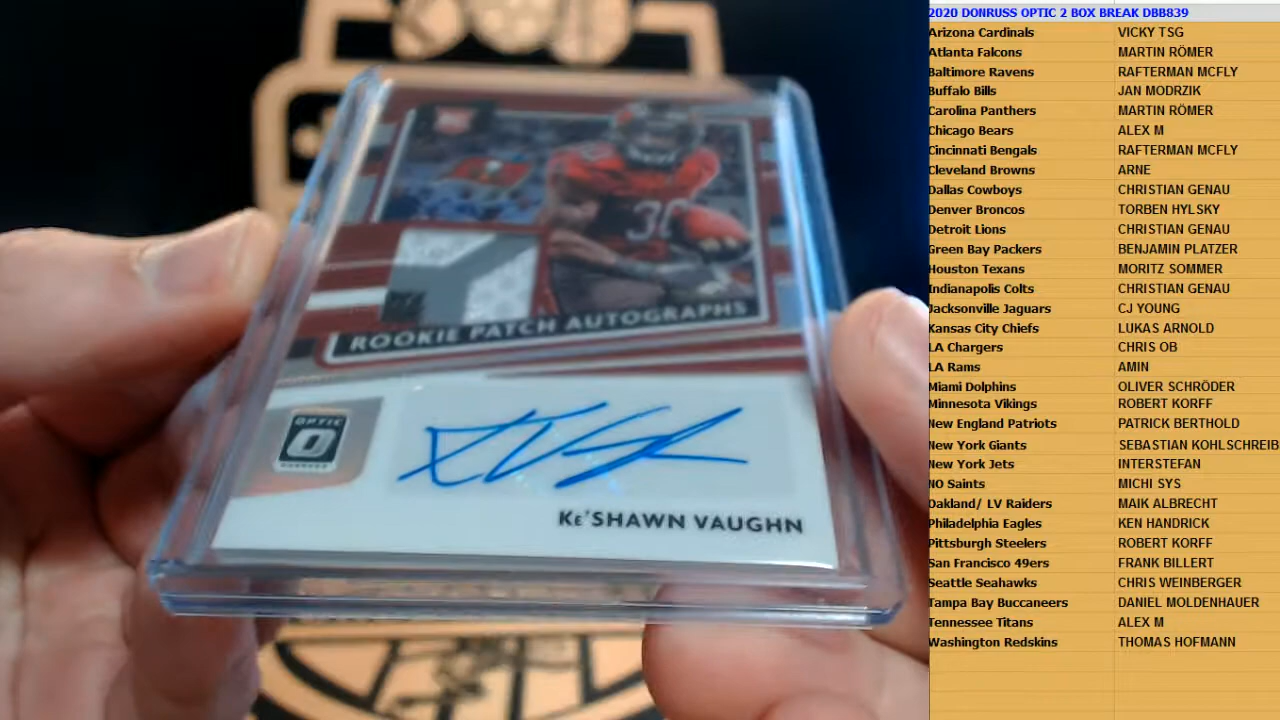 RC
30
ROOKIE PATCH AUTOGRAPHS
OPTIC
DONRUSS
KE'SHAWN VAUGHN
2020 DONRUSS OPTIC 2 BOX BREAK DBB839
Arizona Cardinals VICKY TSG
Atlanta Falcons MARTIN RÖMER
Baltimore Ravens RAFTERMAN MCFLY
Buffalo Bills JAN MODRZIK
Carolina Panthers MARTIN RÖMER
Chicago Bears ALEX M
Cincinnati Bengals RAFTERMAN MCFLY
Cleveland Browns ARNE
Dallas Cowboys CHRISTIAN GENAU
Denver Broncos TORBEN HYLSKY
Detroit Lions CHRISTIAN GENAU
Green Bay Packers BENJAMIN PLATZER
Houston Texans MORITZ SOMMER
Indianapolis Colts CHRISTIAN GENAU
Jacksonville Jaguars CJ YOUNG
Kansas City Chiefs LUKAS ARNOLD
LA Chargers CHRIS OB
LA Rams AMIN
Miami Dolphins OLIVER SCHRÖDER
Minnesota Vikings ROBERT KORFF
New England Patriots PATRICK BERTHOLD
New York Giants SEBASTIAN KOHLSCHREIB
New York Jets INTERSTEFAN
NO Saints MICHI SYS
Oakland/ LV Raiders MAIK ALBRECHT
Philadelphia Eagles KEN HANDRICK
Pittsburgh Steelers ROBERT KORFF
San Francisco 49ers FRANK BILLERT
Seattle Seahawks CHRIS WEINBERGER
Tampa Bay Buccaneers DANIEL MOLDENHAUER
Tennessee Titans ALEX M
Washington Redskins THOMAS HOFMANN